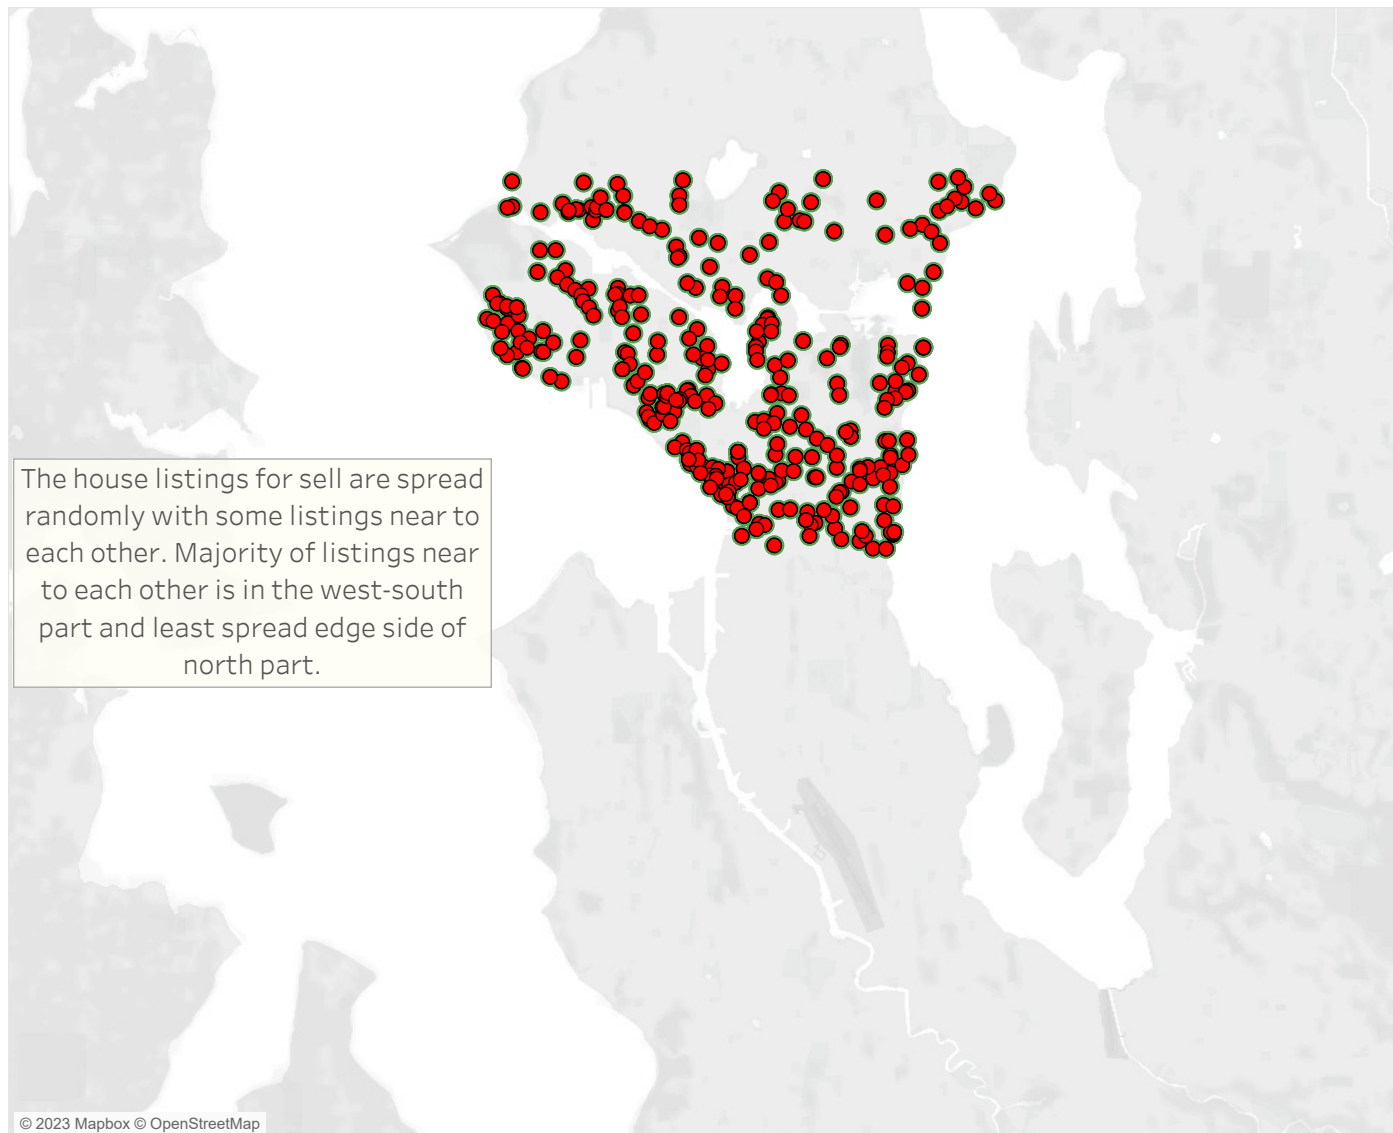 The house listings for sell are spread
randomly with some listings near to
each other. Majority of listings near
to each other is in the west-south
part and least spread edge side of
north part.
© 2023 Mapbox © OpenStreetMap